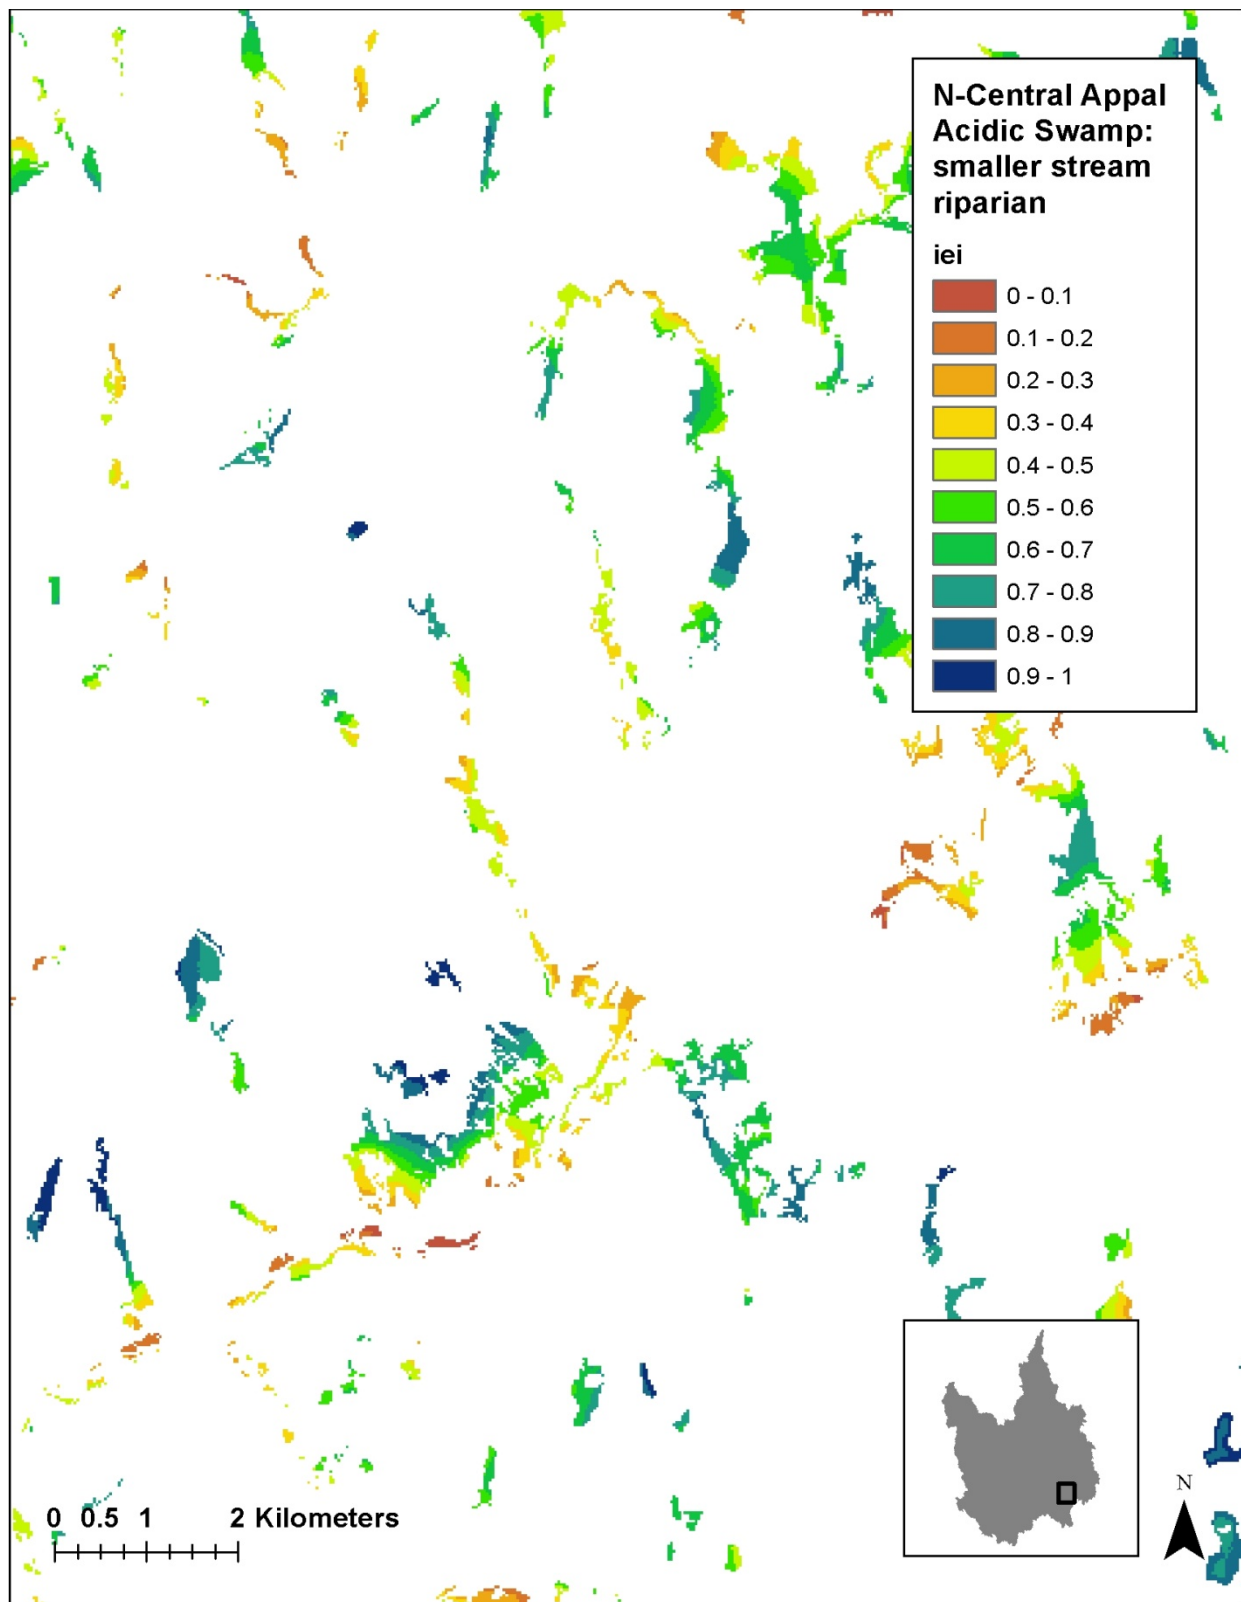 N-Central Appal
Acidic Swamp:
smaller stream
riparian
iei
0 - 0.1
0.1 - 0.2
0.2 - 0.3
0.3 - 0.4
0.4 - 0.5
0.5 - 0.6
0.6 - 0.7
0.7 - 0.8
0.8 - 0.9
0.9 - 1
N
0 0.5 1 2 Kilometers